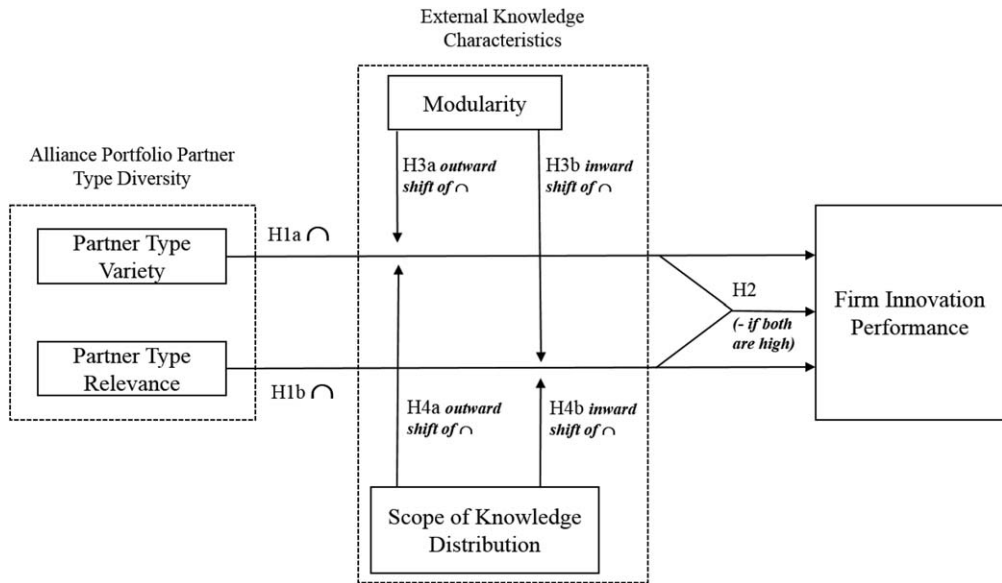 External Knowledge
Characteristics
Modularity
Alliance Portfolio Partner
Type Diversity
H3a outward
shift of ∩
H3b inward
shift of ∩
Partner Type
Variety
H1a ∩
H2
(- if both
are high)
Firm Innovation
Performance
Partner Type
Relevance
H1b ∩
H4a outward
shift of ∩
H4b inward
shift of ∩
Scope of Knowledge
Distribution